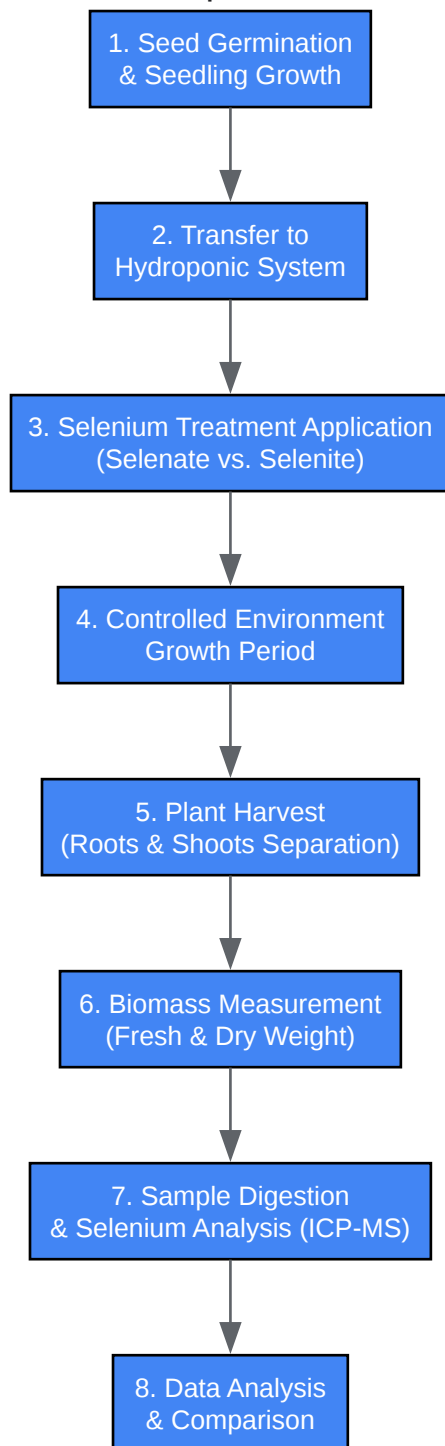 1. Seed Germination
& Seedling Growth
2. Transfer to
Hydroponic System
3. Selenium Treatment Application
(Selenate vs. Selenite)
4. Controlled Environment
Growth Period
5. Plant Harvest
(Roots & Shoots Separation)
6. Biomass Measurement
(Fresh & Dry Weight)
7. Sample Digestion
& Selenium Analysis (ICP-MS)
8. Data Analysis
& Comparison